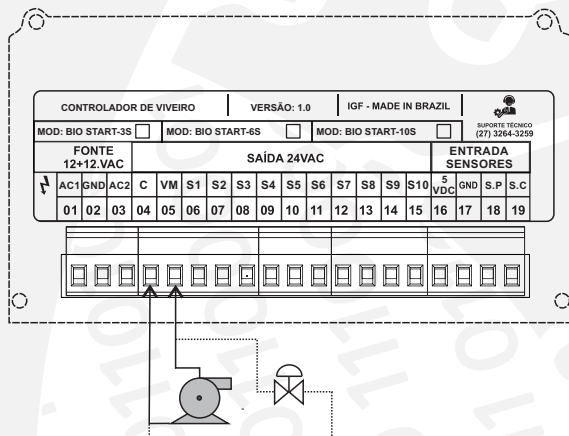 CONTROLADOR DE VIVEIRO VERSÃO: 1.0 IGF - MADE IN BRAZIL
SUPORTE TÉCNICO
(27) 3264-3259
MOD: BIO START-3S MOD: BIO START-6S MOD: BIO START-10S
FONTE
12+12.VAC
SAÍDA 24VAC
ENTRADA
SENSORES
AC1 GND AC2 C VM S1 S2 S3 S4 S5 S6 S7 S8 S9 S10 5 VDC GND S.P S.C
01 02 03 04 05 06 07 08 09 10 11 12 13 14 15 16 17 18 19